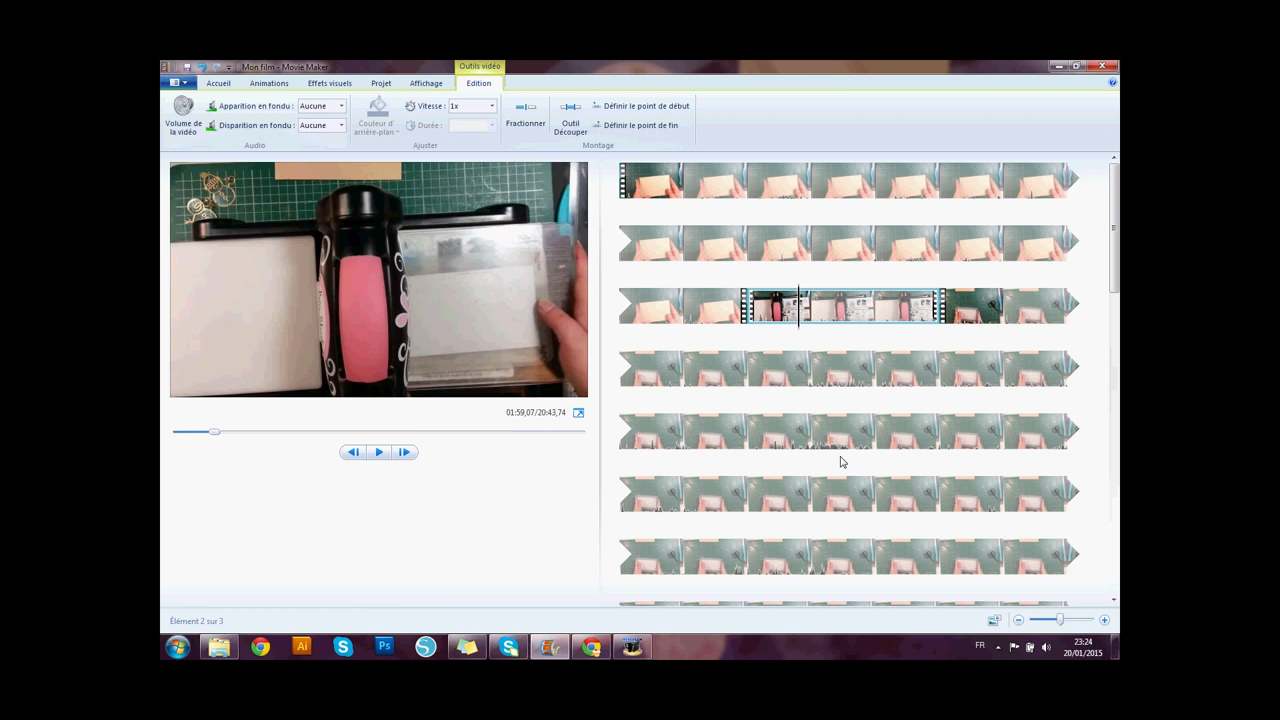 Mon film - Movie Maker
Outils vidéo
Accueil
Animations
Effets visuels
Projet
Affichage
Edition
Volume de la vidéo
Apparition en fondu : Aucune
Disparition en fondu : Aucune
Audio
Couleur d'arrière-plan
Vitesse : 1x
Durée :
Ajuster
Fractionner
Outil Découper
Définir le point de début
Définir le point de fin
Montage
01:59,07/20:43,74
Élément 2 sur 3
Ai
Ps
FR
23:24
20/01/2015